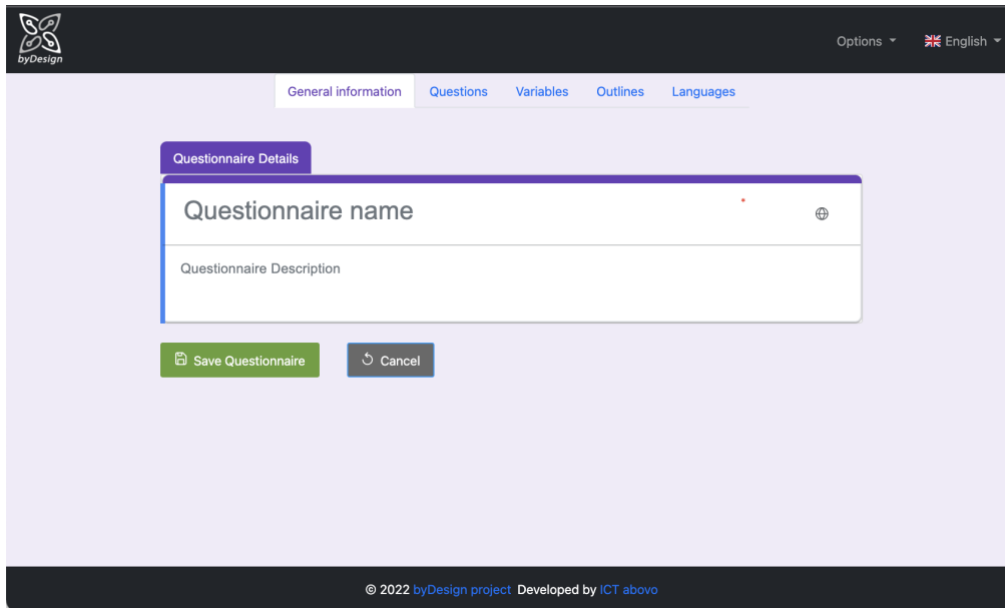 byDesign
Options English
General information Questions Variables Outlines Languages
Questionnaire Details
Questionnaire name *
Questionnaire Description
Save Questionnaire Cancel
© 2022 byDesign project Developed by ICT abovo